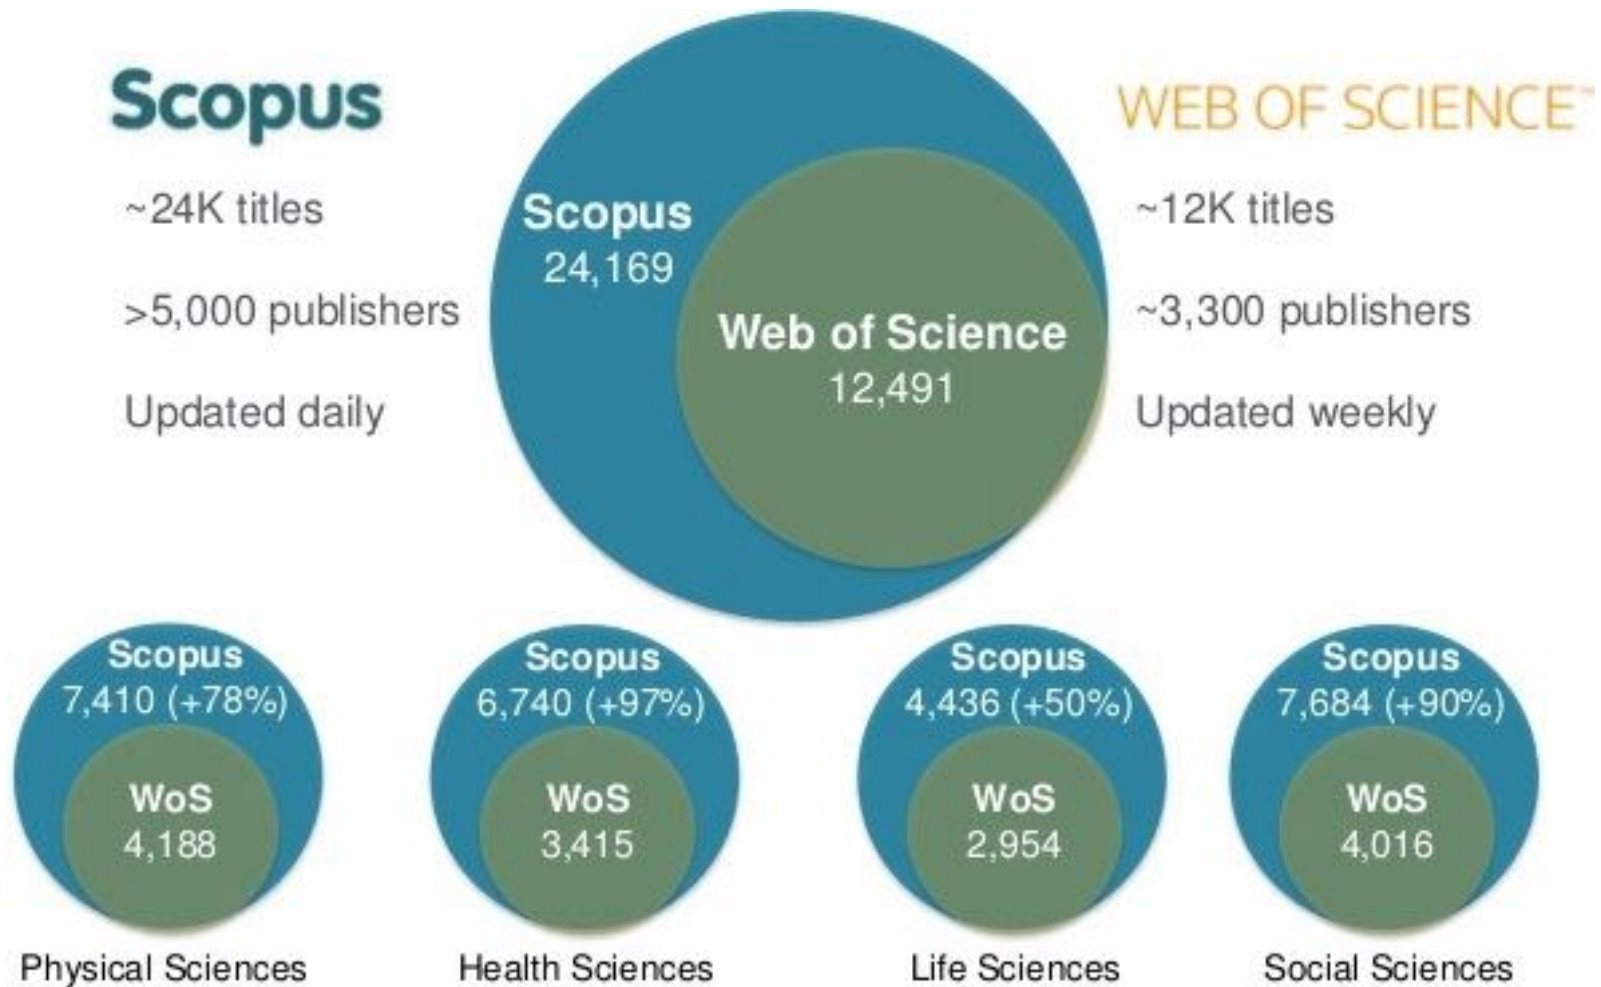 Scopus
~24K titles
>5,000 publishers
Updated daily
Scopus
24,169
Web of Science
12,491
WEB OF SCIENCE™
~12K titles
~3,300 publishers
Updated weekly
Scopus
7,410 (+78%)
WoS
4,188
Physical Sciences
Scopus
6,740 (+97%)
WoS
3,415
Health Sciences
Scopus
4,436 (+50%)
WoS
2,954
Life Sciences
Scopus
7,684 (+90%)
WoS
4,016
Social Sciences